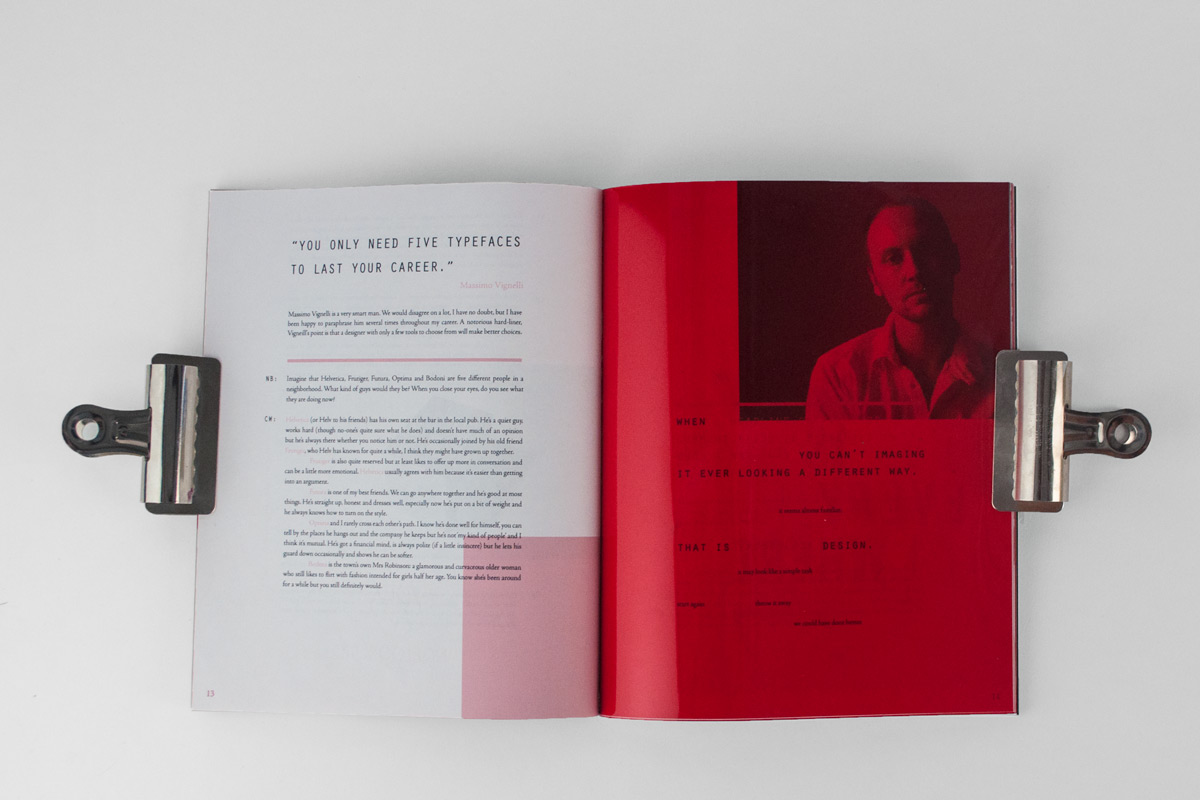 “YOU ONLY NEED FIVE TYPEFACES
TO LAST YOUR CAREER.”
Massimo Vignelli
Massimo Vignelli is a very smart man. We would disagree on a lot, I have no doubt, but I have
been happy to paraphrase him several times throughout my career. A notorious hard-liner,
Vignelli's point is that a designer with only a few tools to choose from will make better choices.
NB:
Imagine that Helvetica, Frutiger, Futura, Optima and Bodoni are five different people in a
neighborhood. What kind of guys would they be? When you close your eyes, do you see what
they are doing now?
CW:
Helvetica (or Helv to his friends) has his own seat at the bar in the local pub. He's a quiet guy,
works hard (though no-one's quite sure what he does) and doesn't have much of an opinion
but he's always there whether you notice him or not. He's occasionally joined by his old friend
Frutiger, who Helv has known for quite a while, I think they might have grown up together.
Frutiger is also quite reserved but at least likes to offer up more in conversation and
can be a little more emotional. Helvetica usually agrees with him because it's easier than getting
into an argument.
Futura is one of my best friends. We can go anywhere together and he's good at most
things. He's straight up, honest and dresses well, especially now he's put on a bit of weight and
he always knows how to turn on the style.
Optima and I rarely cross each other's path. I know he's done well for himself, you can
tell by the places he hangs out and the company he keeps but he's not 'my kind of people' and I
think it's mutual. He's got a financial mind, is always polite (if a little insincere) but he lets his
guard down occasionally and shows he can be softer.
Bodoni is the town's own Mrs Robinson: a glamorous and curvaceous older woman
who still likes to flirt with fashion intended for girls half her age. You know she's been around
for a while but you still definitely would.
13
WHEN
YOU CAN'T IMAGING
IT EVER LOOKING A DIFFERENT WAY.
it seems almost familiar.
THAT IS DESIGN.
it may look like a simple task